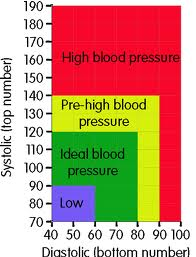 Systolic (top number)
190
180
170
160
150
140
130
120
110
100
90
80
70
High blood pressure
Pre-high blood
pressure
Ideal blood
pressure
Low
40 50 60 70 80 90 100
Diastolic (bottom number)